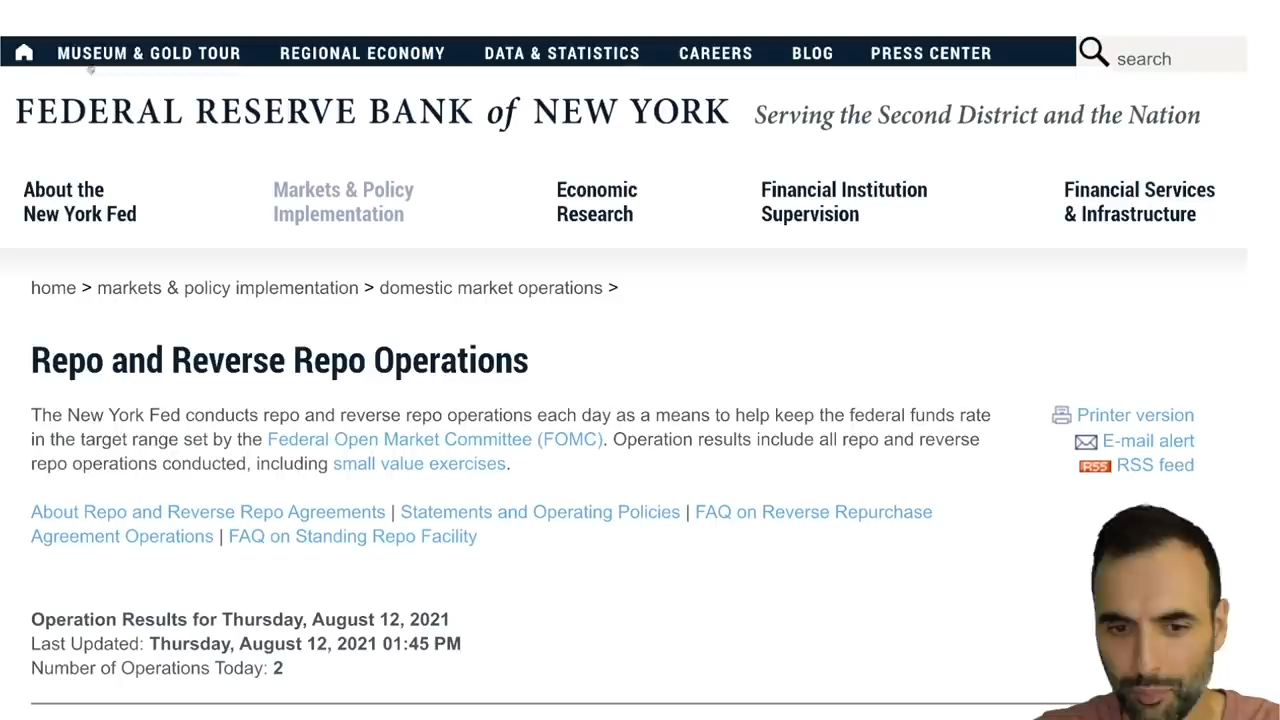 MUSEUM & GOLD TOUR REGIONAL ECONOMY DATA & STATISTICS CAREERS BLOG PRESS CENTER search
FEDERAL RESERVE BANK of NEW YORK Serving the Second District and the Nation
About the
New York Fed
Markets & Policy
Implementation
Economic
Research
Financial Institution
Supervision
Financial Services
& Infrastructure
home > markets & policy implementation > domestic market operations >
Repo and Reverse Repo Operations
The New York Fed conducts repo and reverse repo operations each day as a means to help keep the federal funds rate
in the target range set by the Federal Open Market Committee (FOMC). Operation results include all repo and reverse
repo operations conducted, including small value exercises.
Printer version
E-mail alert
RSS RSS feed
About Repo and Reverse Repo Agreements | Statements and Operating Policies | FAQ on Reverse Repurchase
Agreement Operations | FAQ on Standing Repo Facility
Operation Results for Thursday, August 12, 2021
Last Updated: Thursday, August 12, 2021 01:45 PM
Number of Operations Today: 2